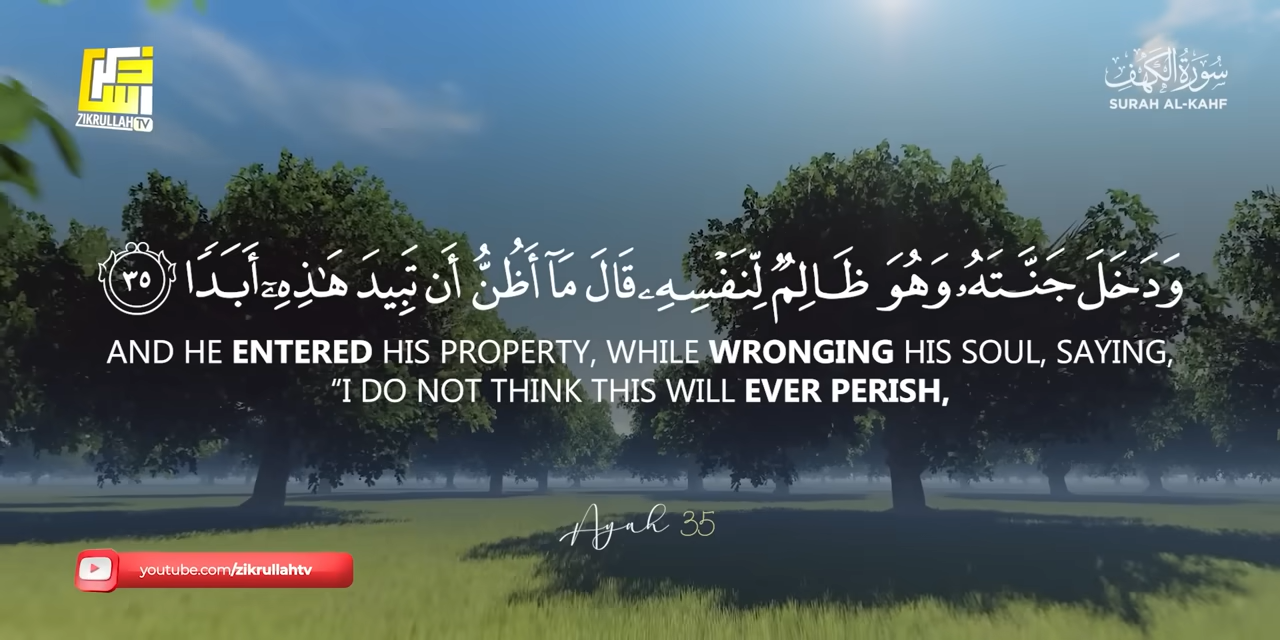 ZIKRULLAH TV
سُورَةُ الكَهْفِ
SURAH AL-KAHF
وَدَخَلَ جَنَّتَهُۥ وَهُوَ ظَالِمٌ لِّنَفْسِهِۦ قَالَ مَآ أَظُنُّ أَن تَبِيدَ هَٰذِهِۦٓ أَبَدًا ٣٥
AND HE ENTERED HIS PROPERTY, WHILE WRONGING HIS SOUL, SAYING,
“I DO NOT THINK THIS WILL EVER PERISH,
Ayah 35
youtube.com/zikrullahtv